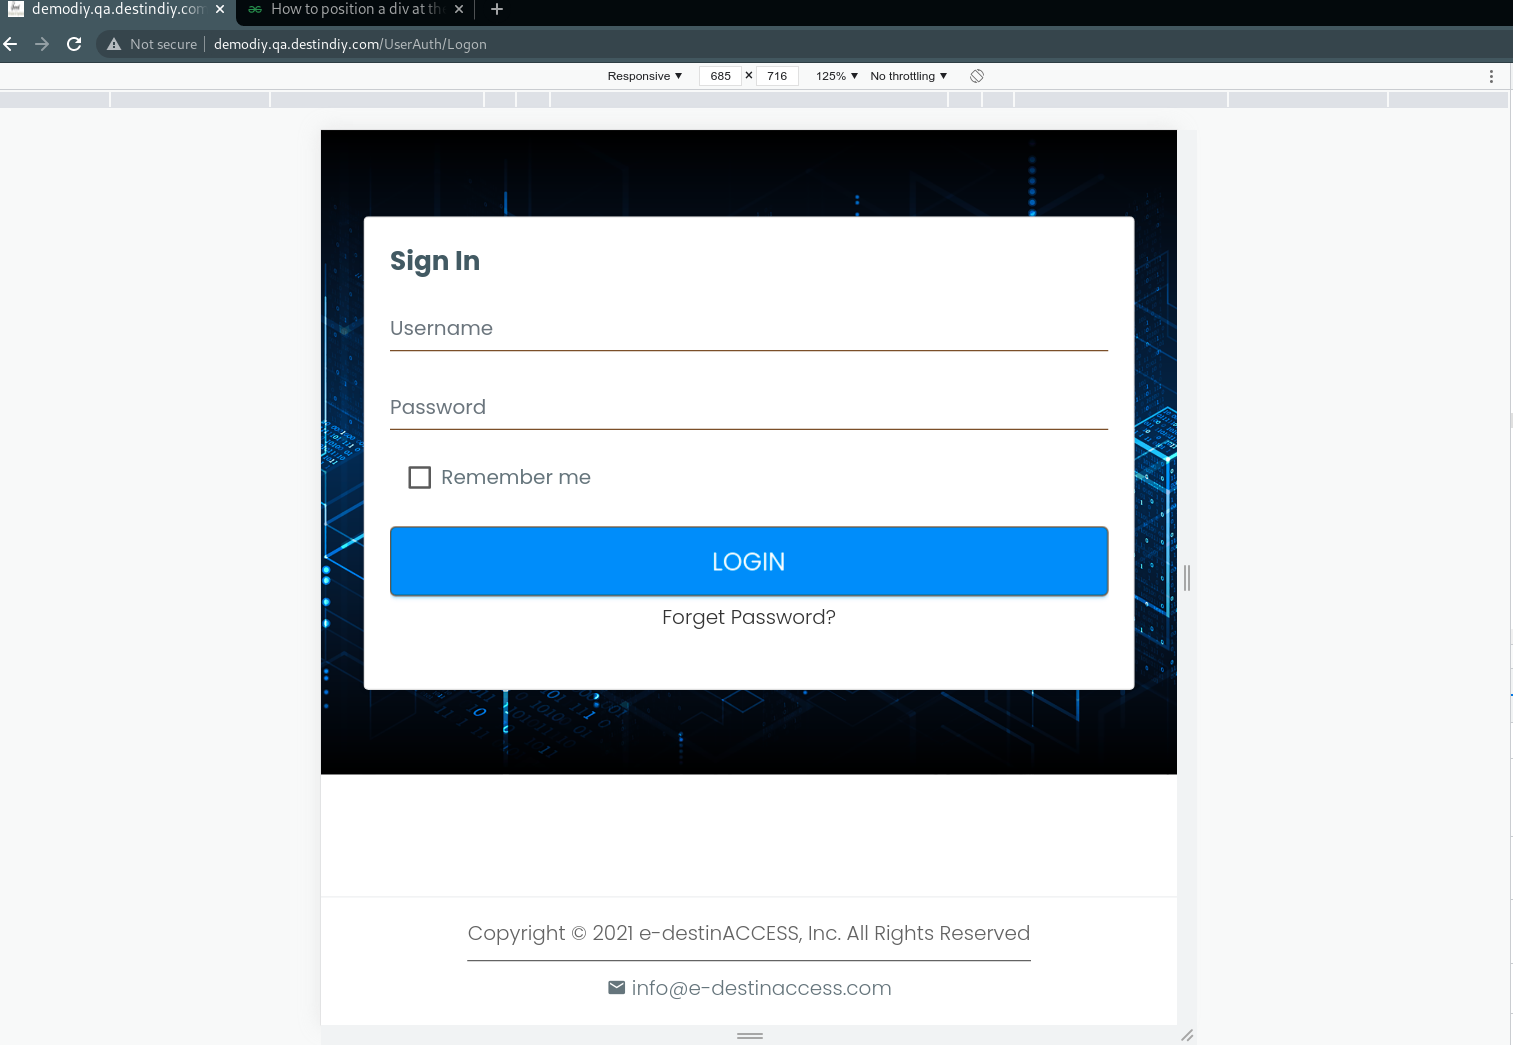 demodiy.qa.destindiy.com
How to position a div at the
Not secure
demodiy.qa.destindiy.com/UserAuth/Logon
Responsive ▼ 685 × 716 125% ▼ No throttling ▼
Sign In
Username
Password
Remember me
LOGIN
Forget Password?
Copyright © 2021 e-destinACCESS, Inc. All Rights Reserved
info@e-destinaccess.com